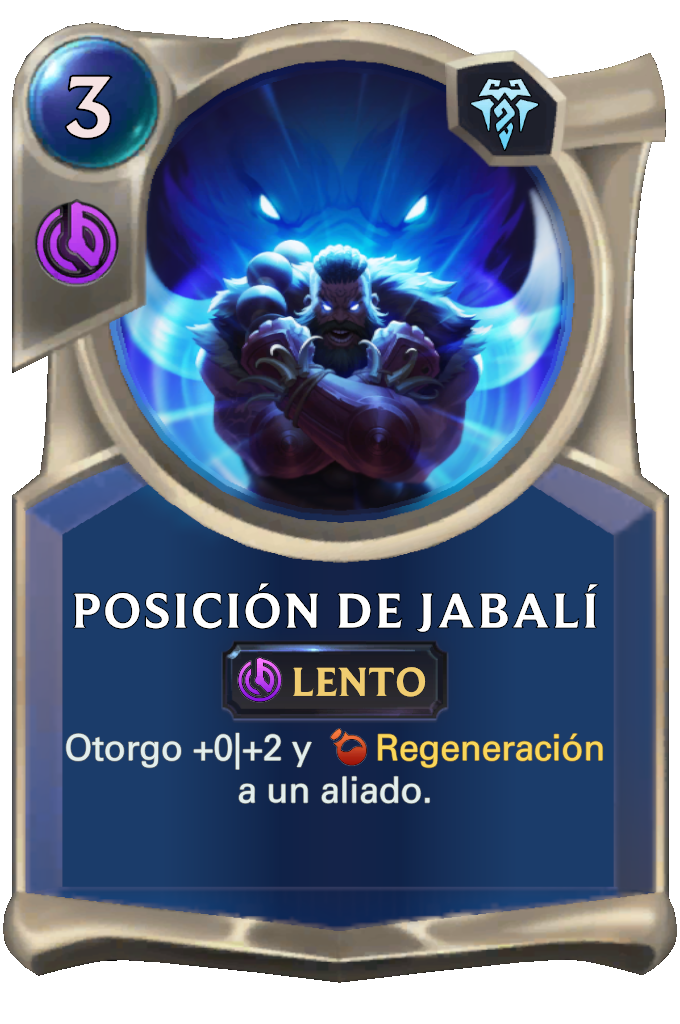 3
POSICIÓN DE JABALÍ
LENTO
Otorgo +0|+2 y Regeneración
a un aliado.